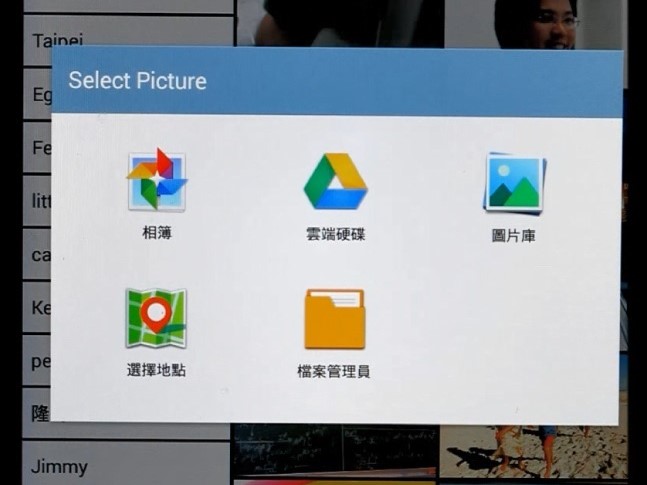 Taipei
Select Picture
Eg
Fe
相簿
雲端硬碟
圖片庫
litt
ca
Ke
pe
選擇地點
檔案管理員
隆
Jimmy